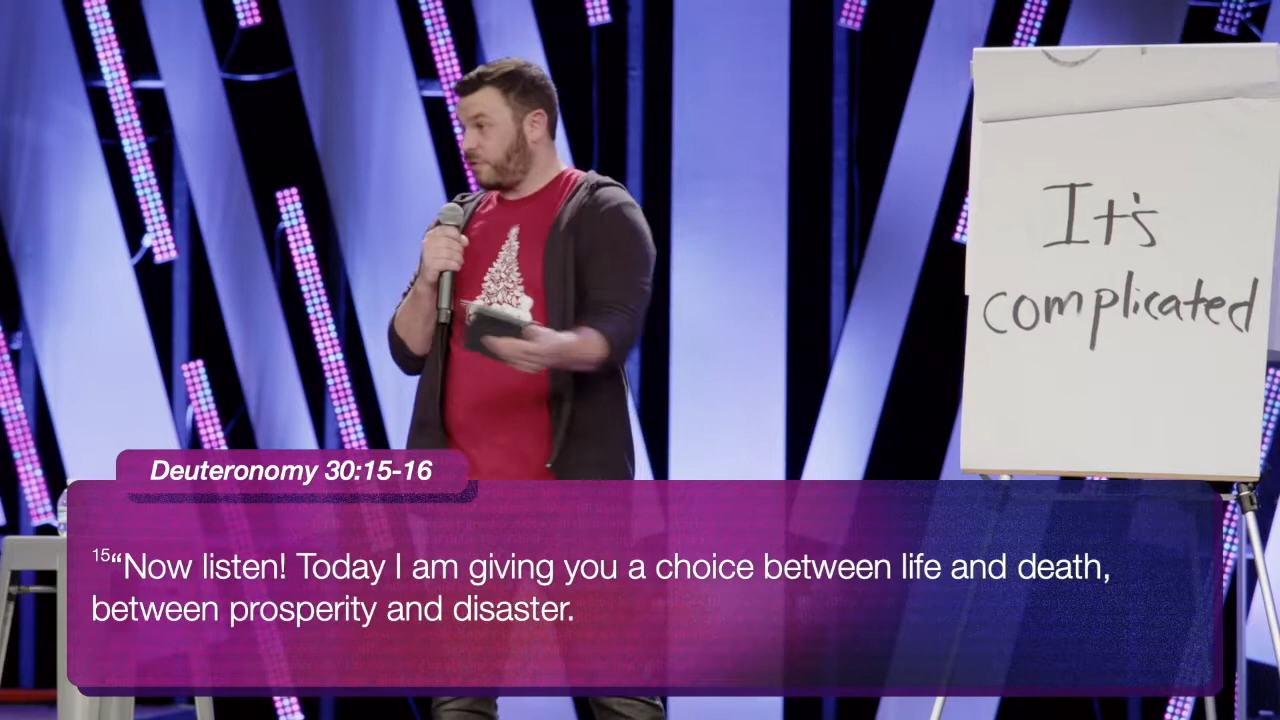 It's
complicated
Deuteronomy 30:15-16
15“Now listen! Today I am giving you a choice between life and death,
between prosperity and disaster.